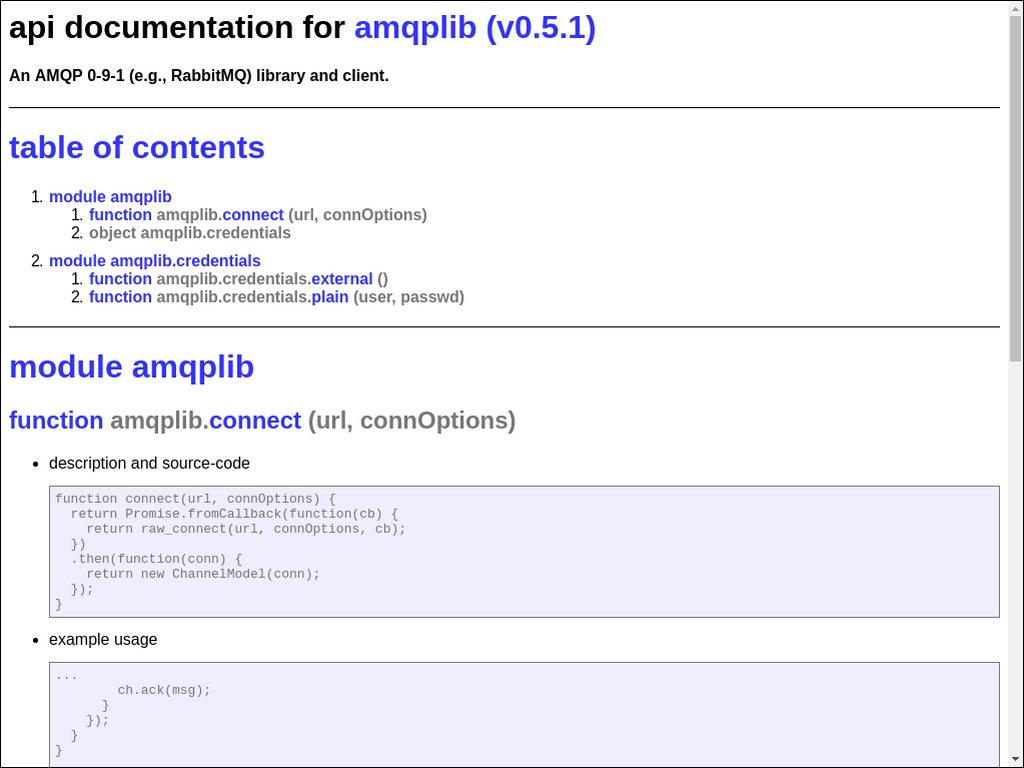 api documentation for amqplib (v0.5.1)
An AMQP 0-9-1 (e.g., RabbitMQ) library and client.
table of contents
1. module amqplib
1. function amqplib.connect (url, connOptions)
2. object amqplib.credentials
2. module amqplib.credentials
1. function amqplib.credentials.external ()
2. function amqplib.credentials.plain (user, passwd)
module amqplib
function amqplib.connect (url, connOptions)
• description and source-code
function connect(url, connOptions) {
  return Promise.fromCallback(function(cb) {
    return raw_connect(url, connOptions, cb);
  })
  .then(function(conn) {
    return new ChannelModel(conn);
  });
}
• example usage
...
        ch.ack(msg);
      }
    });
  }
}